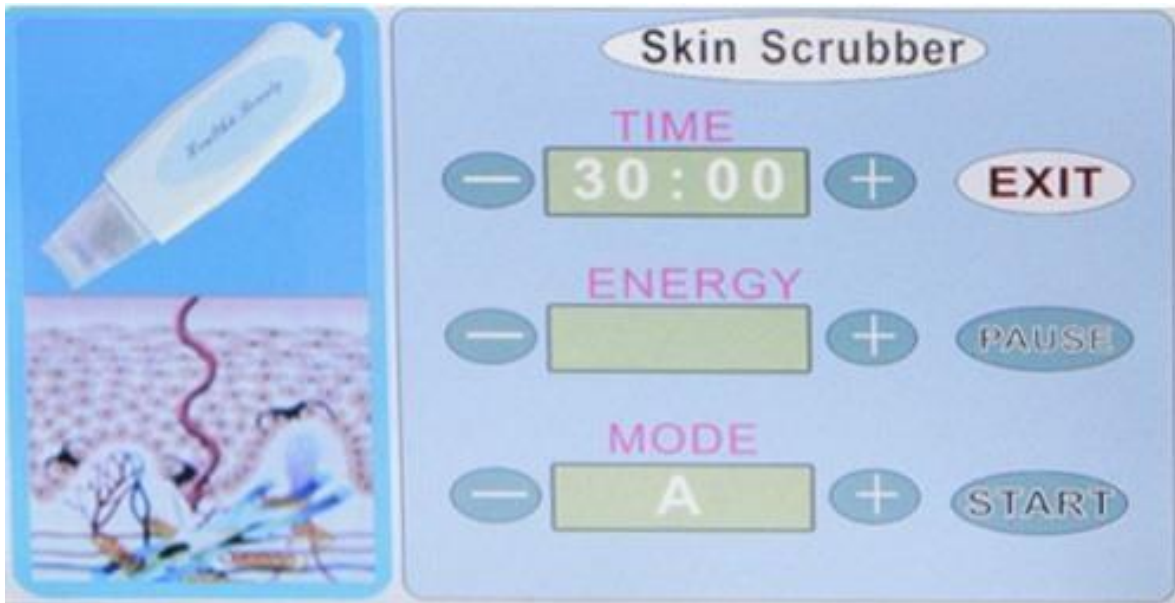 Skin Scrubber
TIME
− 30:00 + EXIT
ENERGY
− + PAUSE
MODE
− A + START